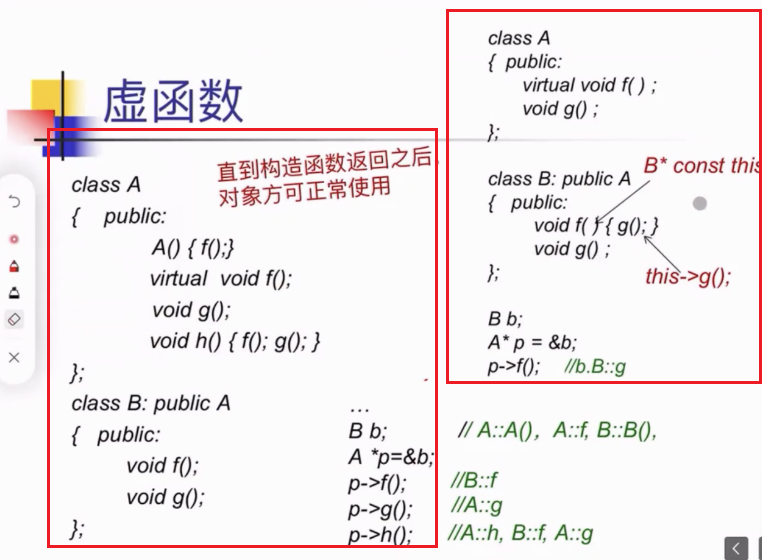 虚函数
直到构造函数返回之后,
对象方可正常使用
class A
{ public:
A() { f();}
virtual void f();
void g();
void h() { f(); g(); }
};
class B: public A
{ public:
void f();
void g();
};
...
B b;
A *p=&b;
p->f();
p->g();
p->h();
// A::A(), A::f, B::B(),
//B::f
//A::g
//A::h, B::f, A::g
class A
{ public:
virtual void f( ) ;
void g() ;
};
class B: public A
{ public:
void f( ) { g(); }
void g() ;
};
B* const this
this->g();
B b;
A* p = &b;
p->f(); //b.B::g